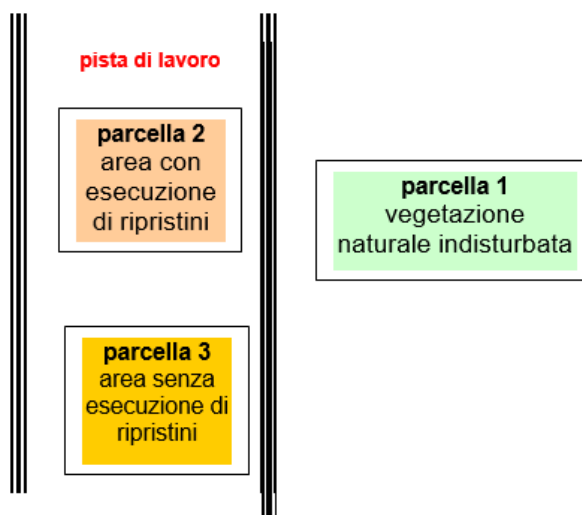 pista di lavoro
parcella 2
area con
esecuzione
di ripristini
parcella 1
vegetazione
naturale indisturbata
parcella 3
area senza
esecuzione di
ripristini